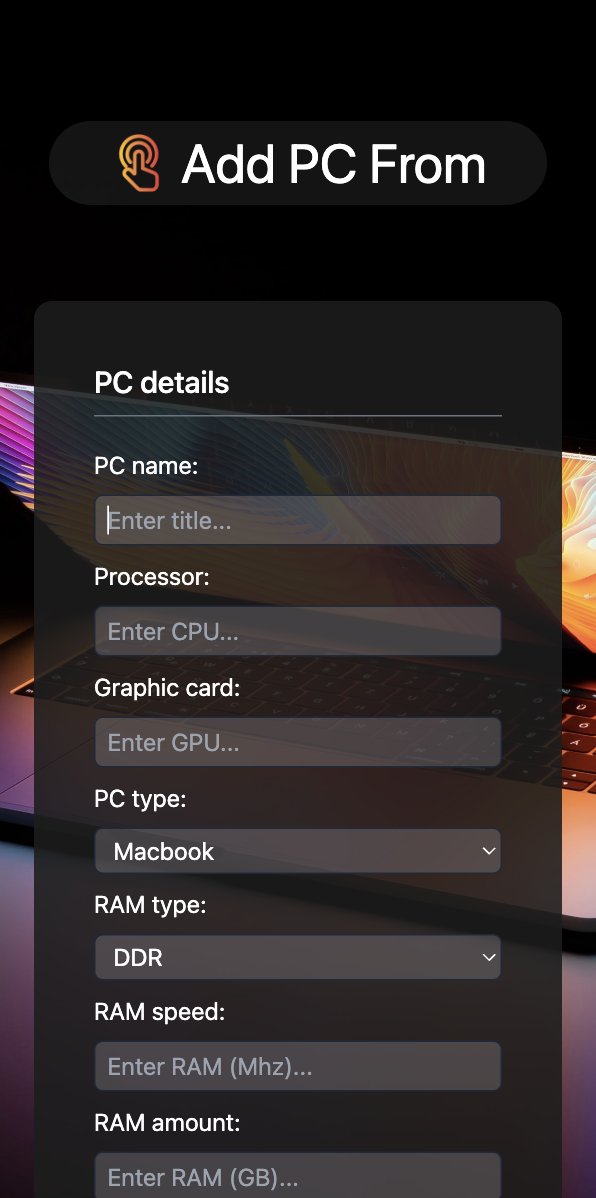 Add PC From
PC details
PC name:
Enter title...
Processor:
Enter CPU...
Graphic card:
Enter GPU...
PC type:
Macbook
RAM type:
DDR
RAM speed:
Enter RAM (Mhz)...
RAM amount:
Enter RAM (GB)...